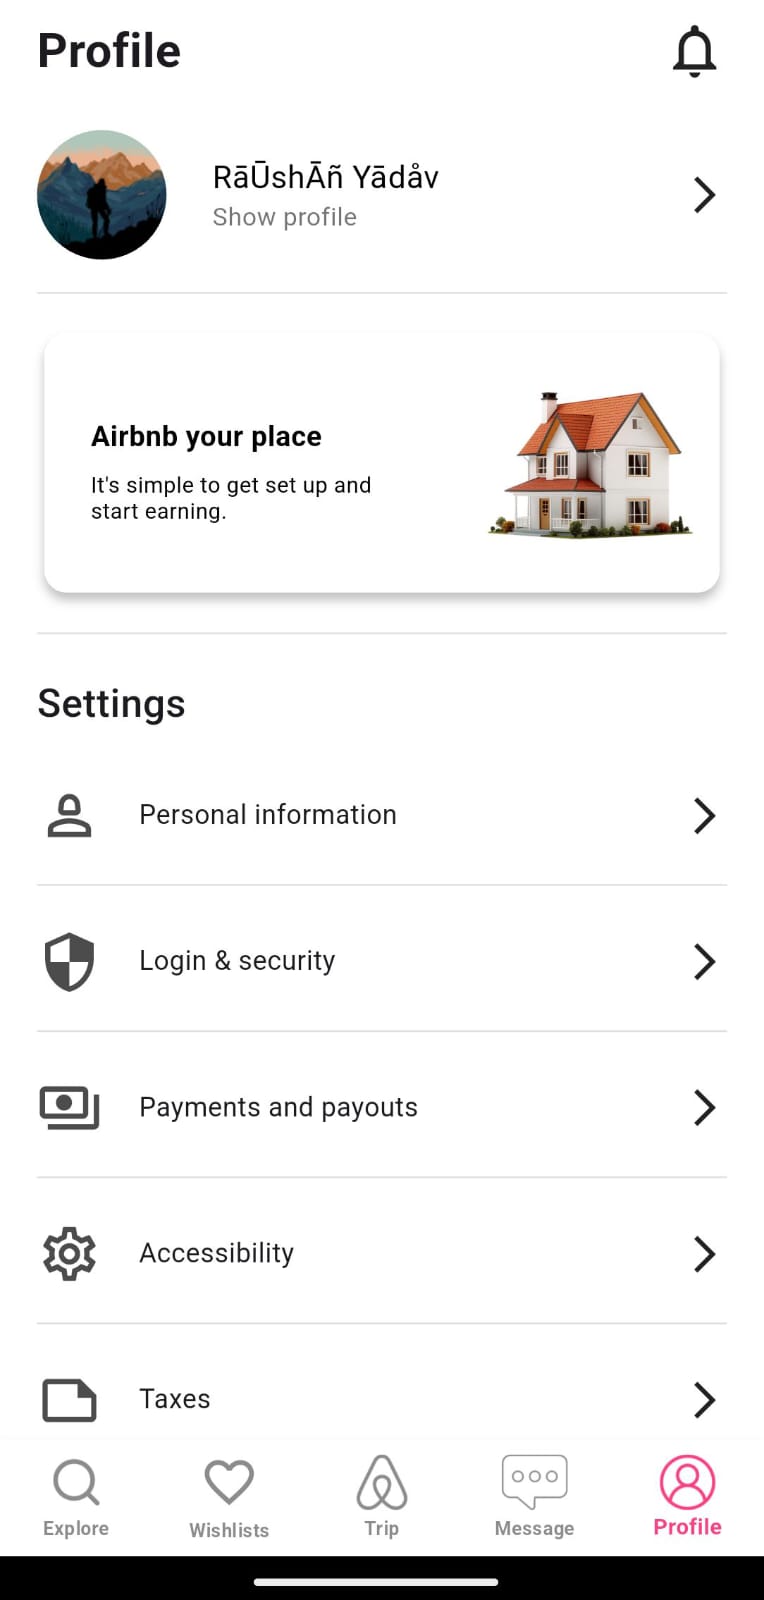 Profile
RāŪshĀñ Yādåv
Show profile
Airbnb your place
It's simple to get set up and
start earning.
Settings
Personal information
Login & security
Payments and payouts
Accessibility
Taxes
Explore
Wishlists
Trip
Message
Profile